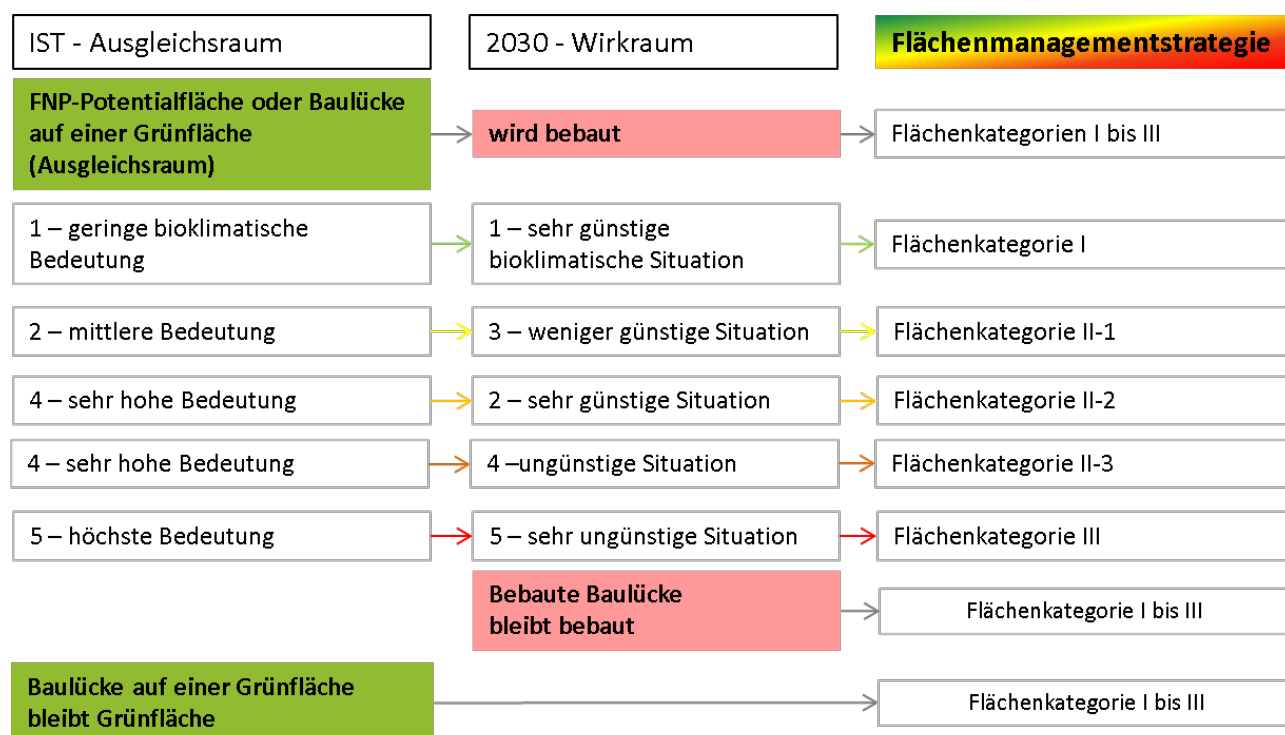 IST - Ausgleichsraum
2030 - Wirkraum
Flächenmanagementstrategie
FNP-Potentialfläche oder Baulücke
auf einer Grünfläche
(Ausgleichsraum)
wird bebaut
Flächenkategorien I bis III
1 – geringe bioklimatische
Bedeutung
1 – sehr günstige
bioklimatische Situation
Flächenkategorie I
2 – mittlere Bedeutung
3 – weniger günstige Situation
Flächenkategorie II-1
4 – sehr hohe Bedeutung
2 – sehr günstige Situation
Flächenkategorie II-2
4 – sehr hohe Bedeutung
4 –ungünstige Situation
Flächenkategorie II-3
5 – höchste Bedeutung
5 – sehr ungünstige Situation
Flächenkategorie III
Bebaute Baulücke
bleibt bebaut
Flächenkategorie I bis III
Baulücke auf einer Grünfläche
bleibt Grünfläche
Flächenkategorie I bis III